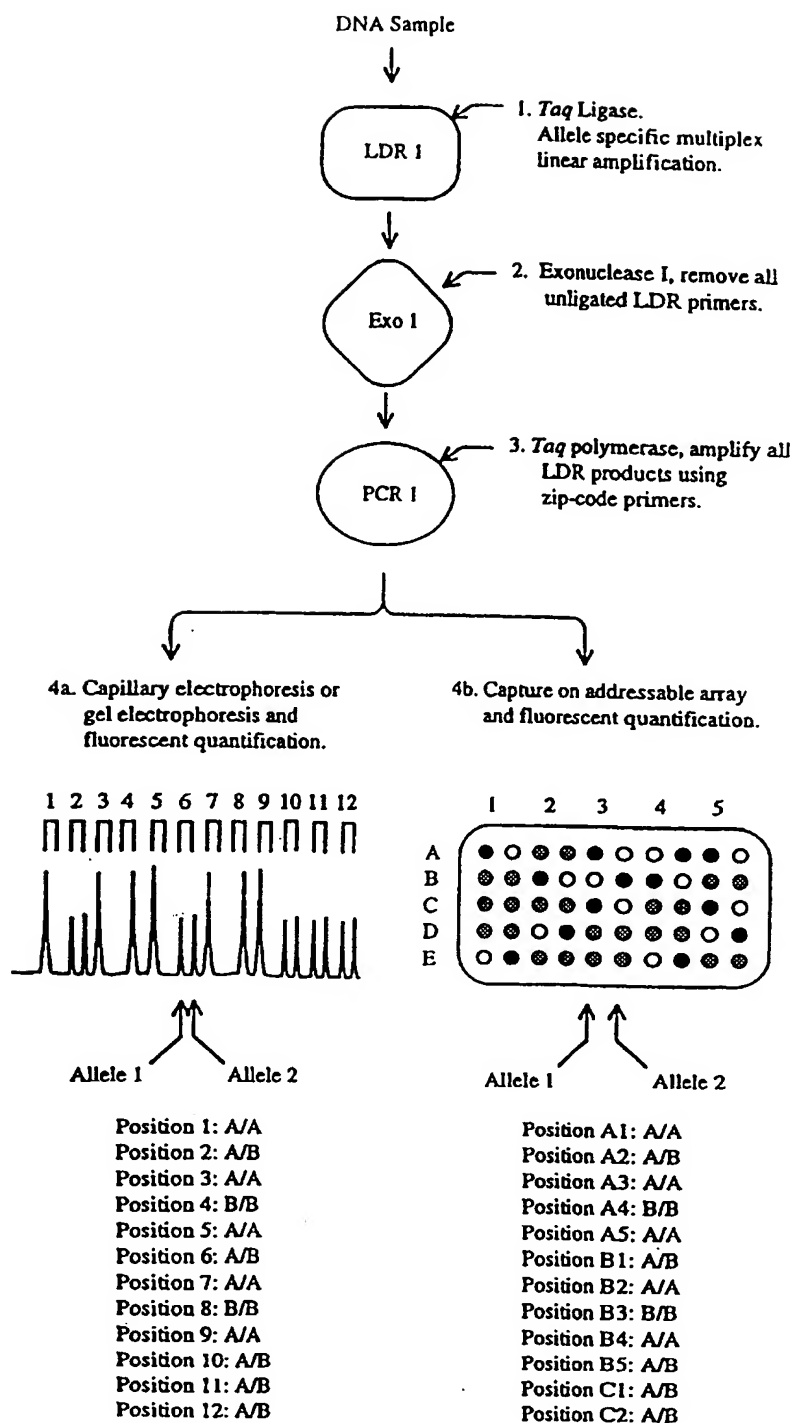 DNA Sample
LDR 1
1. Taq Ligase.
Allele specific multiplex
linear amplification.
Exo 1
2. Exonuclease I, remove all
unligated LDR primers.
PCR 1
3. Taq polymerase, amplify all
LDR products using
zip-code primers.
4a. Capillary electrophoresis or
gel electrophoresis and
fluorescent quantification.
1 2 3 4 5 6 7 8 9 10 11 12
Allele 1 Allele 2
Position 1: A/A
Position 2: A/B
Position 3: A/A
Position 4: B/B
Position 5: A/A
Position 6: A/B
Position 7: A/A
Position 8: B/B
Position 9: A/A
Position 10: A/B
Position 11: A/B
Position 12: A/B
4b. Capture on addressable array
and fluorescent quantification.
1 2 3 4 5
A
B
C
D
E
Allele 1 Allele 2
Position A1: A/A
Position A2: A/B
Position A3: A/A
Position A4: B/B
Position A5: A/A
Position B1: A/B
Position B2: A/A
Position B3: B/B
Position B4: A/A
Position B5: A/B
Position C1: A/B
Position C2: A/B